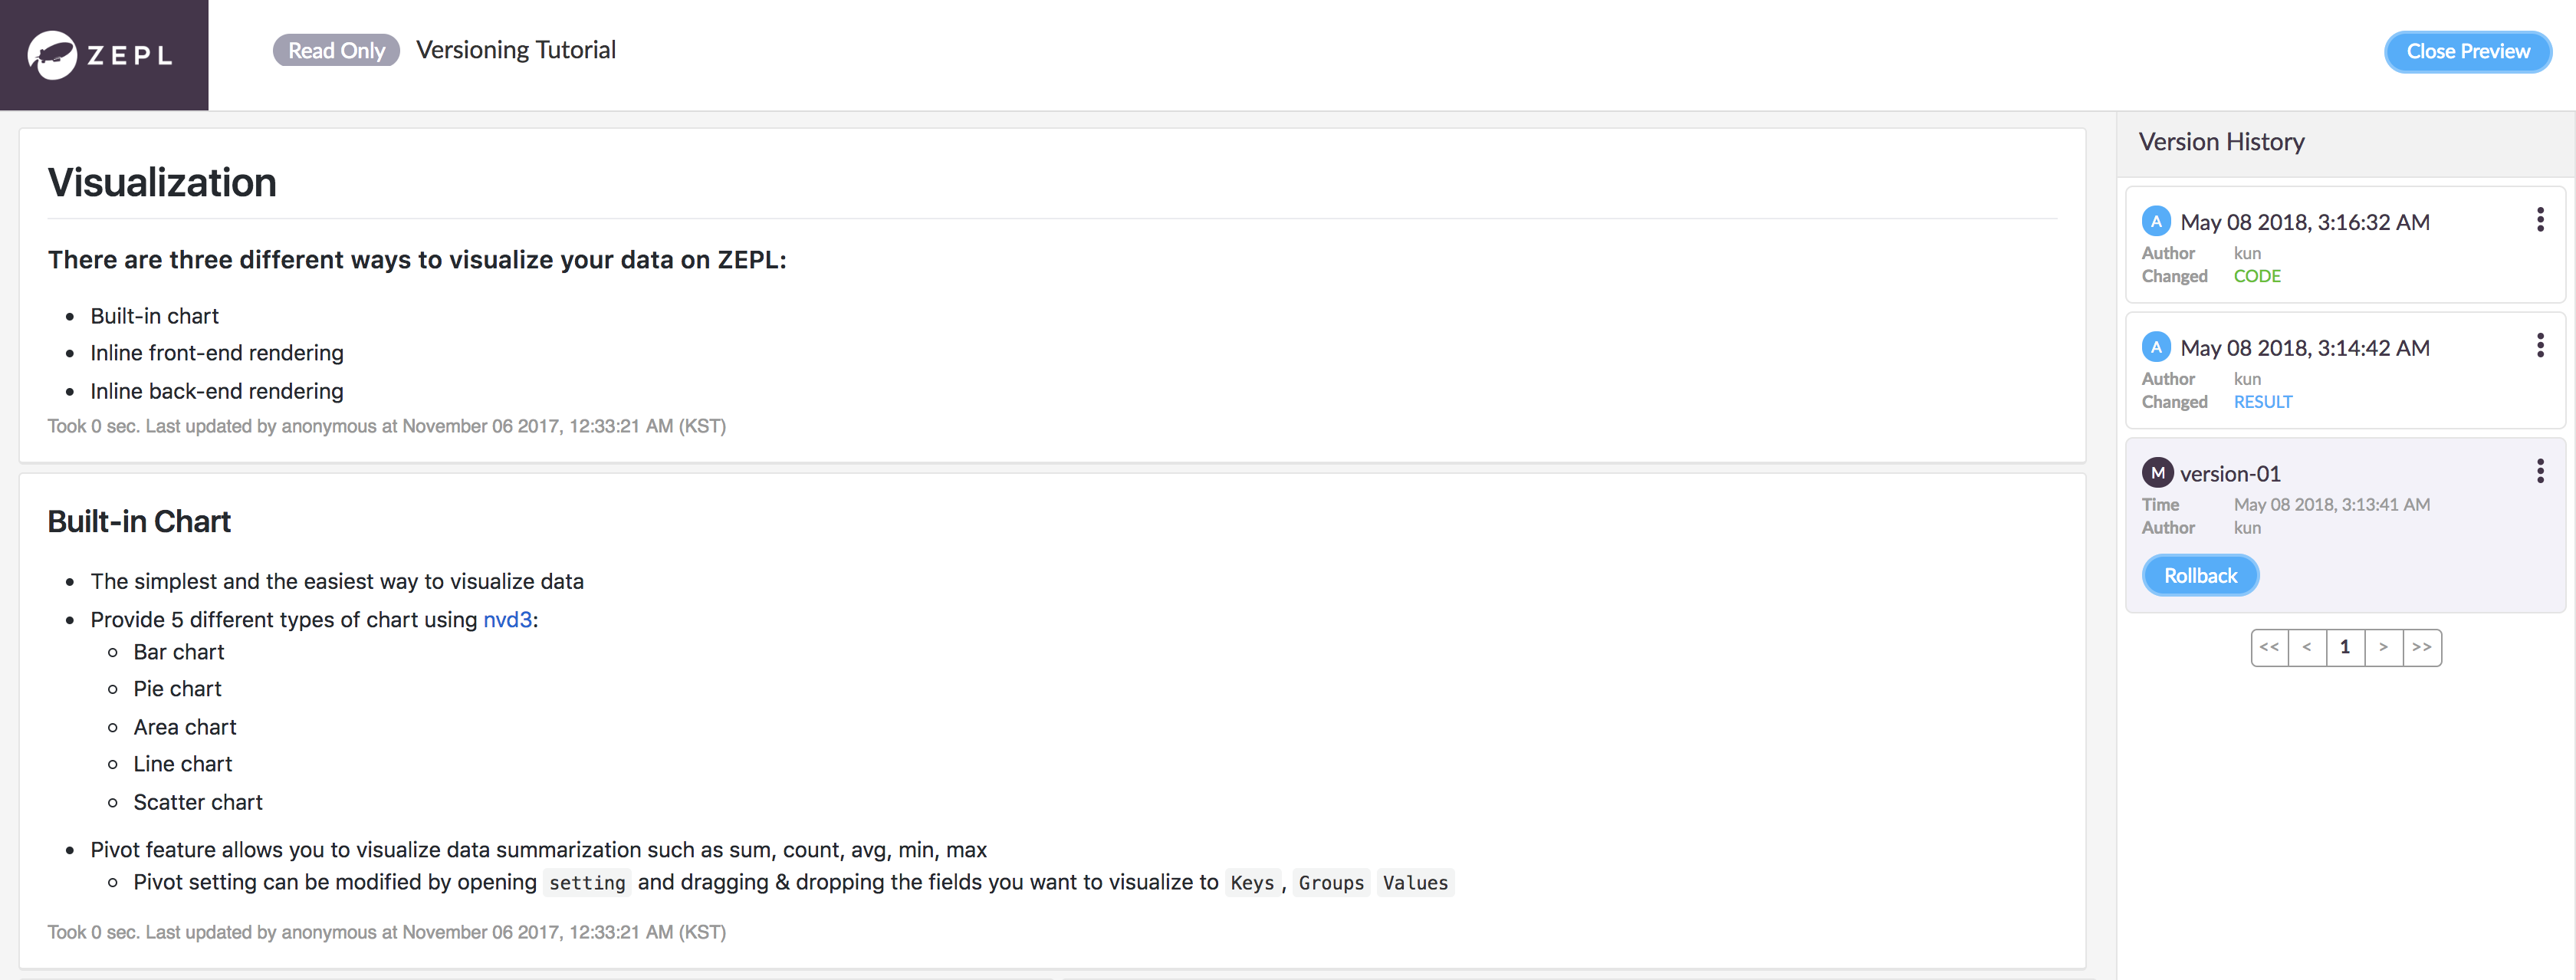 ZEPL
Read Only Versioning Tutorial
Close Preview
Visualization
There are three different ways to visualize your data on ZEPL:
Built-in chart
Inline front-end rendering
Inline back-end rendering
Took 0 sec. Last updated by anonymous at November 06 2017, 12:33:21 AM (KST)
Built-in Chart
The simplest and the easiest way to visualize data
Provide 5 different types of chart using nvd3:
Bar chart
Pie chart
Area chart
Line chart
Scatter chart
Pivot feature allows you to visualize data summarization such as sum, count, avg, min, max
Pivot setting can be modified by opening setting and dragging & dropping the fields you want to visualize to Keys, Groups Values
Took 0 sec. Last updated by anonymous at November 06 2017, 12:33:21 AM (KST)
Version History
A May 08 2018, 3:16:32 AM
Author kun
Changed CODE
A May 08 2018, 3:14:42 AM
Author kun
Changed RESULT
M version-01
Time May 08 2018, 3:13:41 AM
Author kun
Rollback
<< < 1 > >>